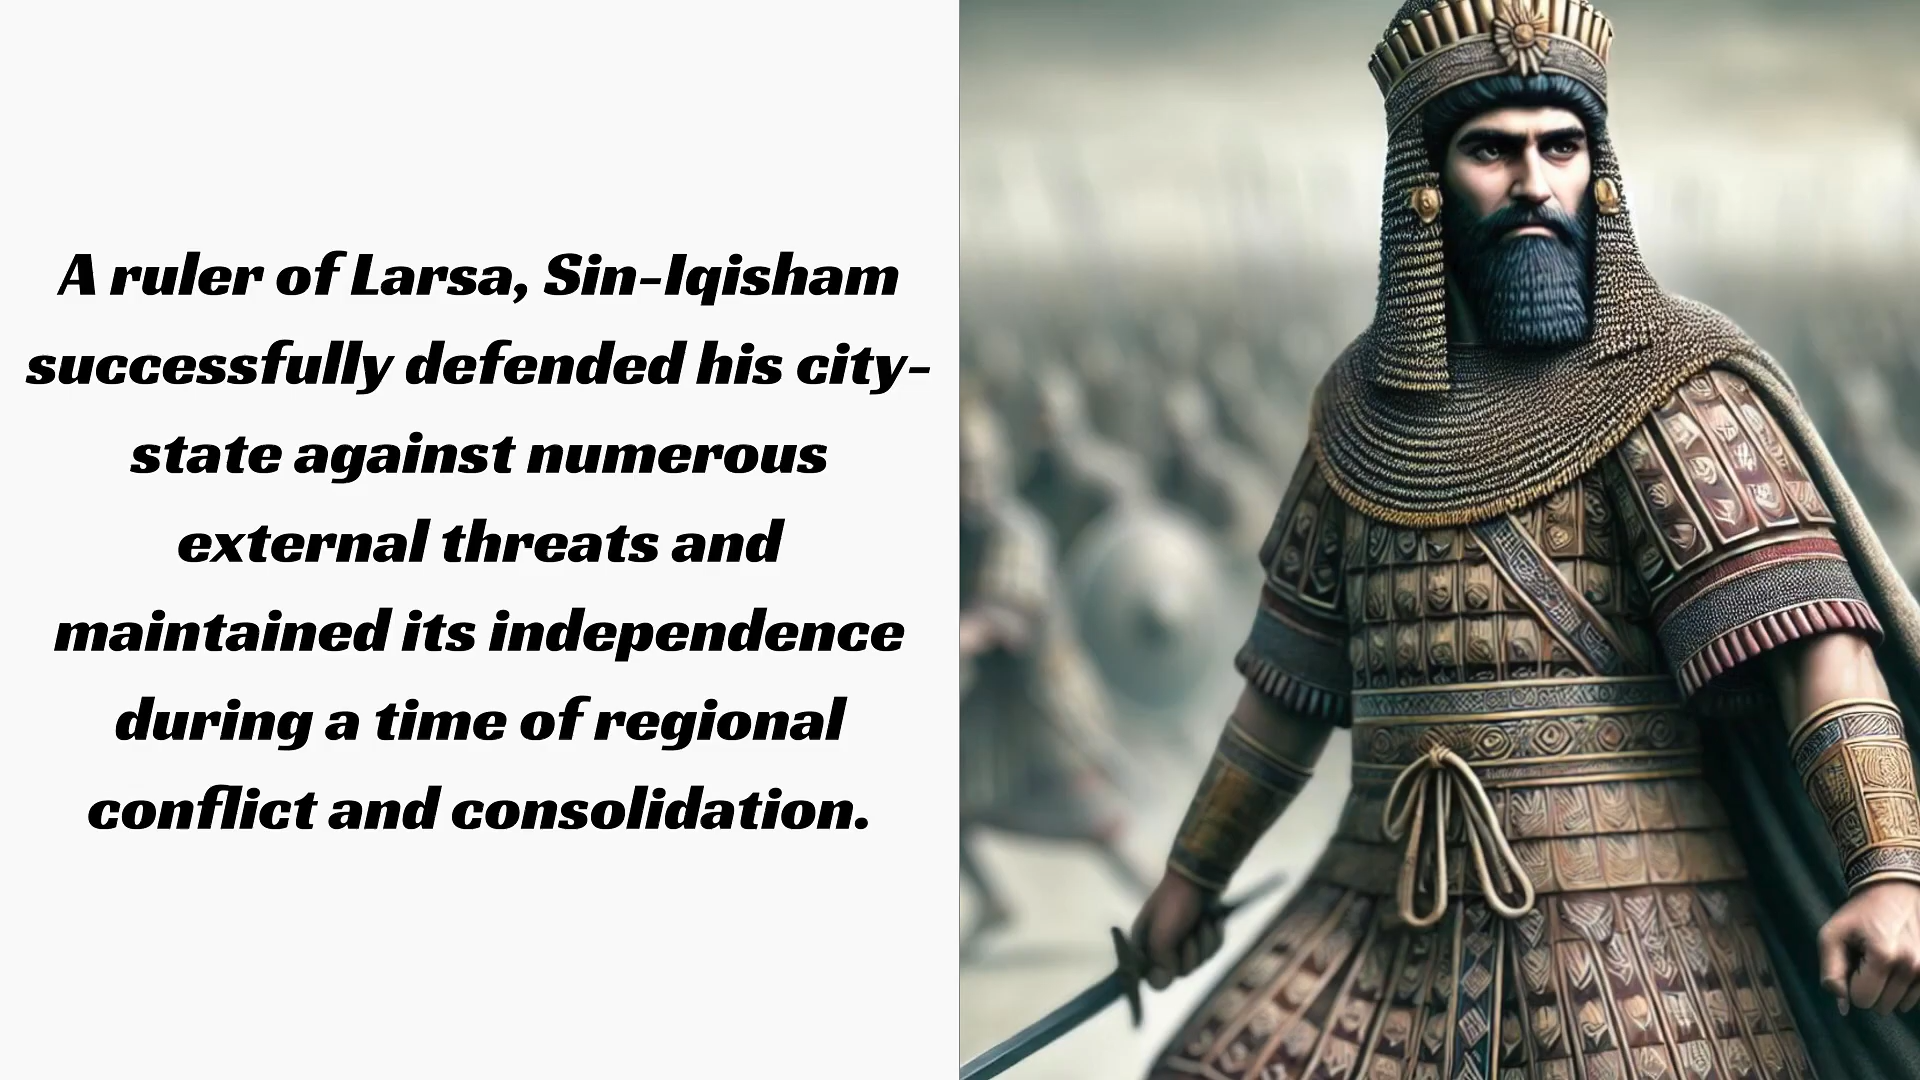 A ruler of Larsa, Sin-Iqisham
successfully defended his city-
state against numerous
external threats and
maintained its independence
during a time of regional
conflict and consolidation.